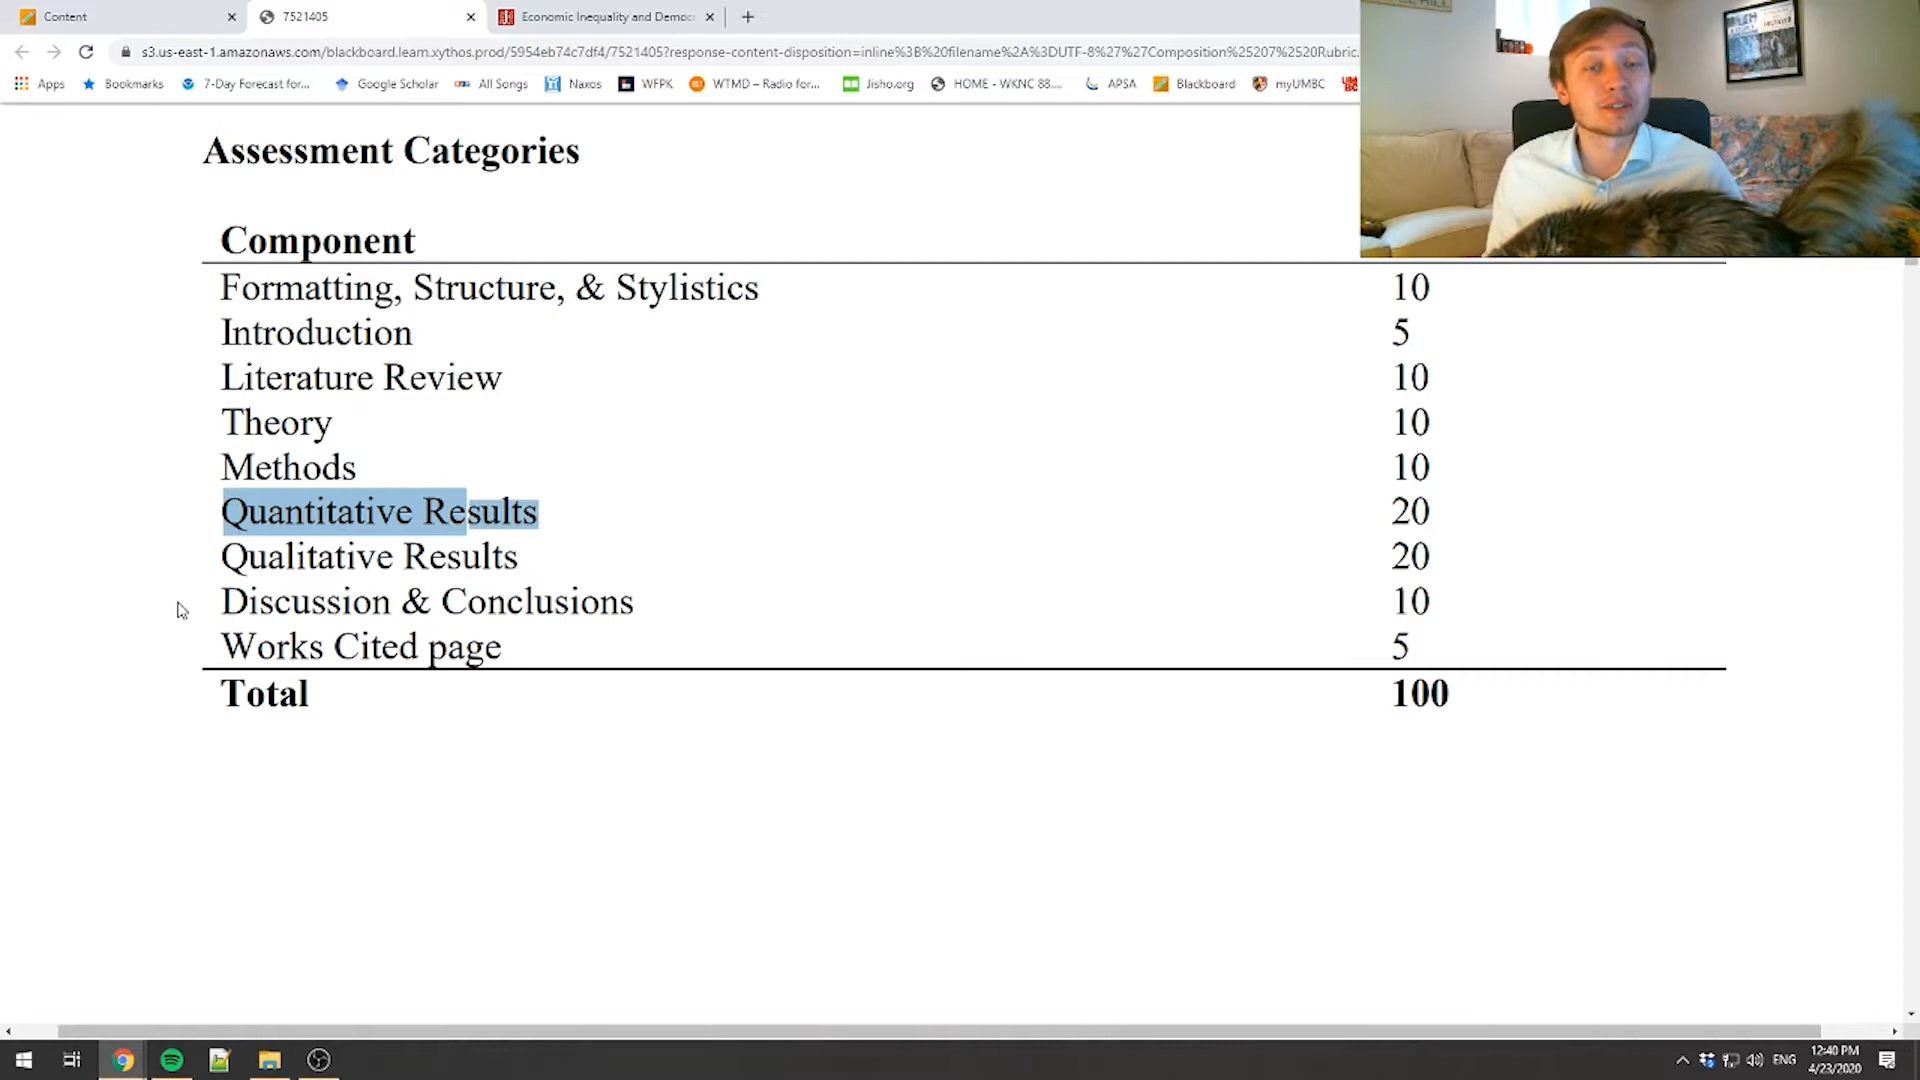 Content
7521405
Economic Inequality and Democ
s3.us-east-1.amazonaws.com/blackboard.learn.xythos.prod/5954eb74c7df4/7521405?response-content-disposition=inline%3B%20filename%2A%3DUTF-8%27%27Composition%25207%2520Rubric.
Apps Bookmarks 7-Day Forecast for... Google Scholar All Songs Naxos WFPK WTMD – Radio for... Jisho.org HOME - WKNC 88.... APSA Blackboard myUMBC
Assessment Categories
Component
Formatting, Structure, & Stylistics 10
Introduction 5
Literature Review 10
Theory 10
Methods 10
Quantitative Results 20
Qualitative Results 20
Discussion & Conclusions 10
Works Cited page 5
Total 100
ENG
12:40 PM
4/23/2020